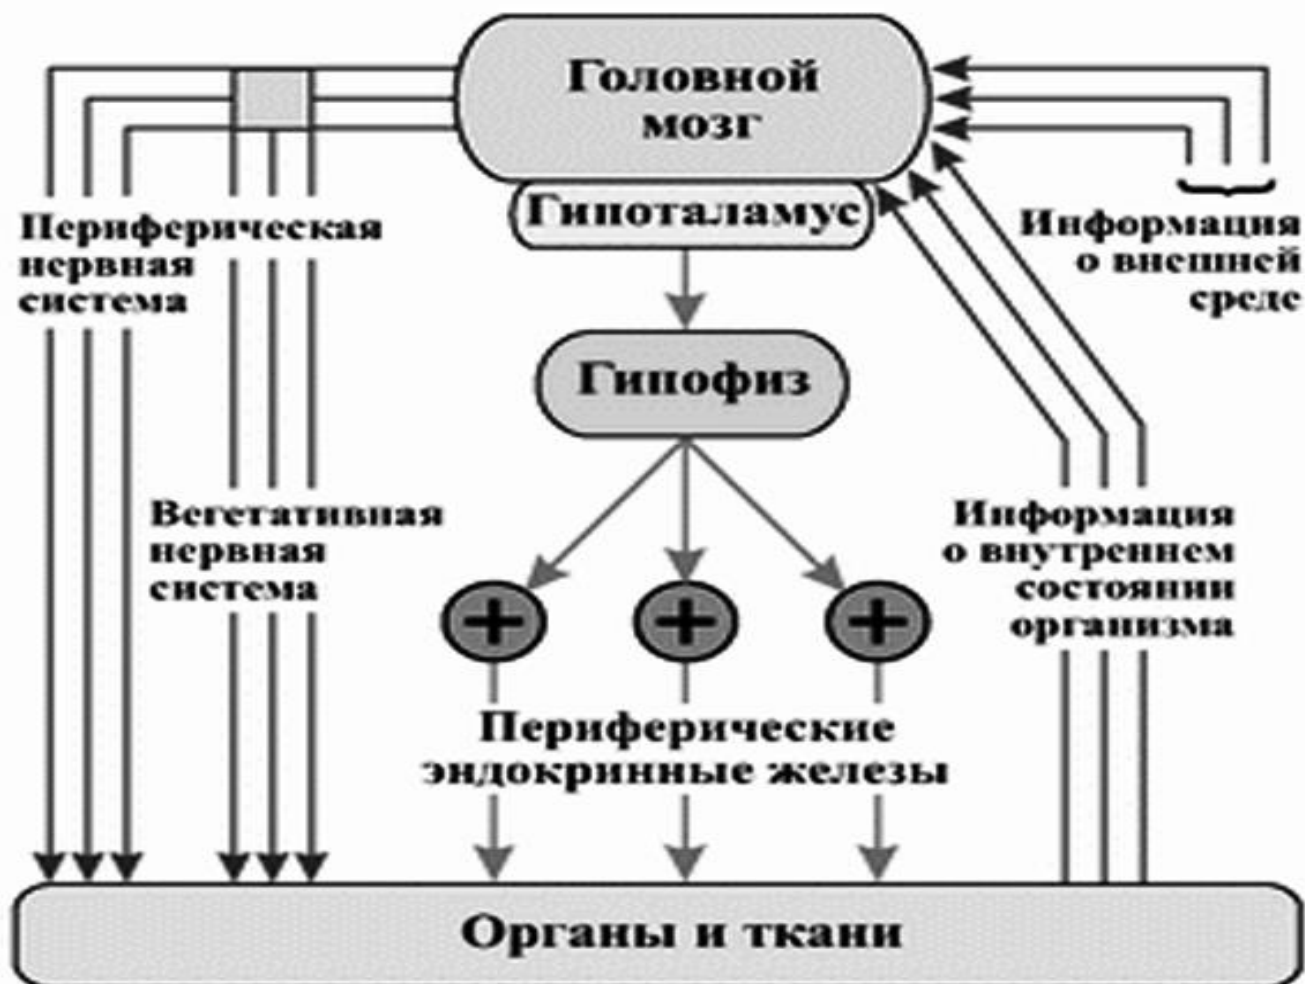 Головной
мозг
Гипоталамус
Периферическая
нервная
система
Информация
о внешней
среде
Гипофиз
Вегетативная
нервная
система
Информация
о внутреннем
состоянии
организма
+ + +
Периферические
эндокринные железы
Органы и ткани